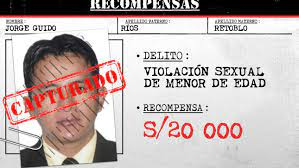 RECOMPENSAS
NOMBRE: APELLIDO PATERNO: APELLIDO MATERNO:
JORGE GUIDO RÍOS RETOBLO
• DELITO:
VIOLACIÓN SEXUAL
DE MENOR DE EDAD
CAPTURADO
• RECOMPENSA:
S/20 000